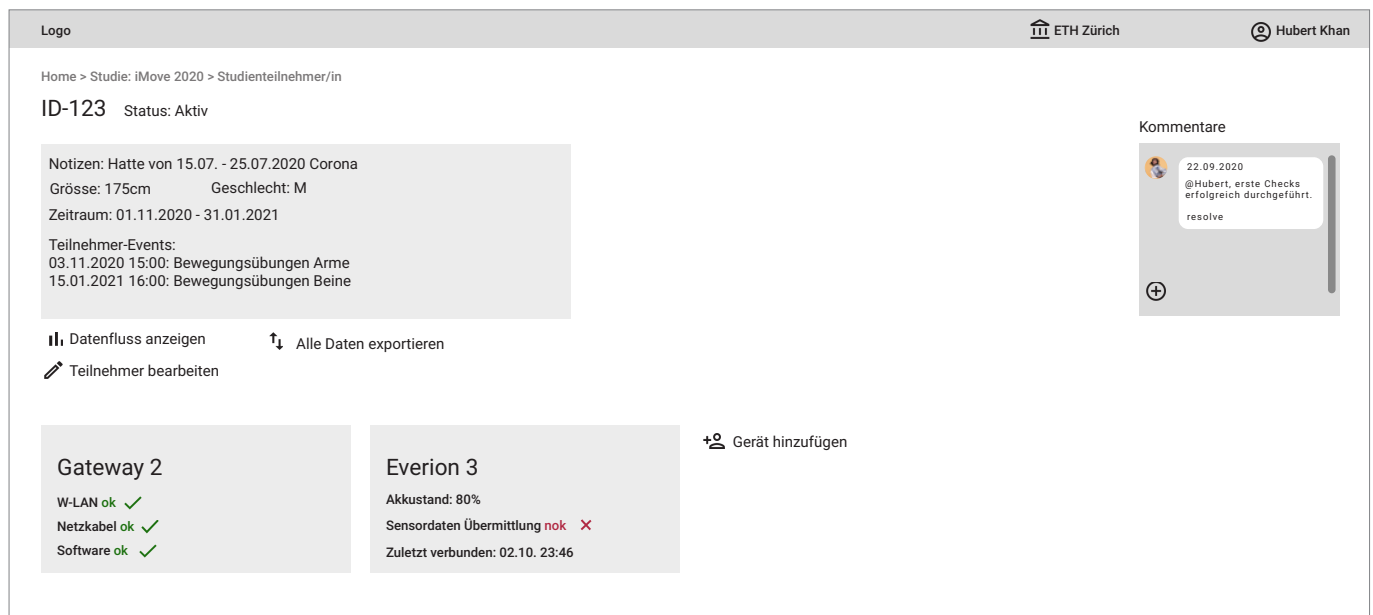 Logo
ETH Zürich
Hubert Khan
Home > Studie: iMove 2020 > Studienteilnehmer/in
ID-123 Status: Aktiv
Kommentare
Notizen: Hatte von 15.07. - 25.07.2020 Corona
Grösse: 175cm Geschlecht: M
Zeitraum: 01.11.2020 - 31.01.2021
Teilnehmer-Events:
03.11.2020 15:00: Bewegungsübungen Arme
15.01.2021 16:00: Bewegungsübungen Beine
22.09.2020
@Hubert, erste Checks
erfolgreich durchgeführt.
resolve
Datenfluss anzeigen
Alle Daten exportieren
Teilnehmer bearbeiten
Gateway 2
W-LAN ok
Netzkabel ok
Software ok
Everion 3
Akkustand: 80%
Sensordaten Übermittlung nok
Zuletzt verbunden: 02.10. 23:46
Gerät hinzufügen